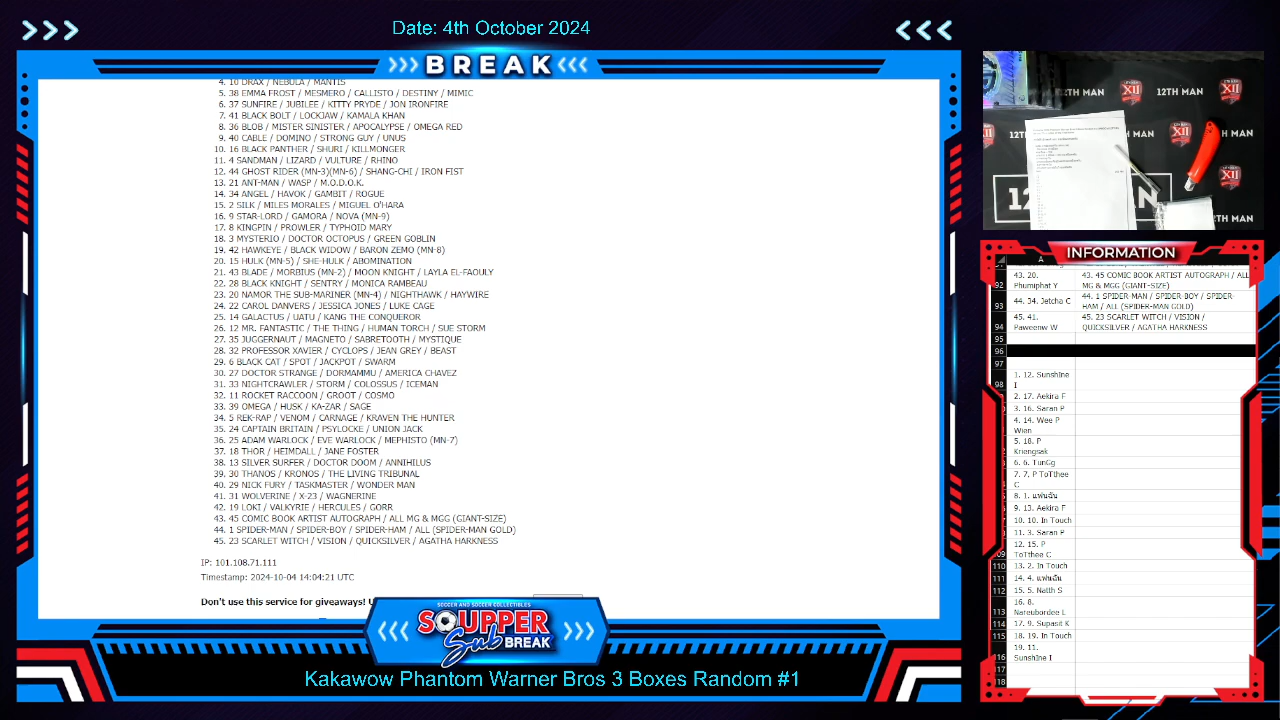 Date: 4th October 2024
BREAK
4. 10 DRAX / NEBULA / MANTIS
5. 38 EMMA FROST / MESMERO / CALLISTO / DESTINY / MIMIC
6. 37 SUNFIRE / JUBILEE / KITTY PRYDE / JON IRONFIRE
7. 41 BLACK BOLT / LOCKJAW / KAMALA KHAN
8. 36 BLOB / MISTER SINISTER / APOCALYPSE / OMEGA RED
9. 40 CABLE / DOMINO / STRONG GUY / UNUS
10. 16 BLACK PANTHER / SHURI / KILLMONGER
11. 4 SANDMAN / LIZARD / VULTURE / RHINO
12. 44 GHOST RIDER (MN-3) / SHANG-CHI / IRON FIST
13. 21 ANT-MAN / WASP / M.O.D.O.K.
14. 34 ANGEL / HAVOK / GAMBIT / ROGUE
15. 2 SILK / MILES MORALES / MIGUEL O'HARA
16. 9 STAR-LORD / GAMORA / NOVA (MN-9)
17. 8 KINGPIN / PROWLER / TYPHOID MARY
18. 3 MYSTERIO / DOCTOR OCTOPUS / GREEN GOBLIN
19. 42 HAWKEYE / BLACK WIDOW / BARON ZEMO (MN-8)
20. 15 HULK (MN-5) / SHE-HULK / ABOMINATION
21. 43 BLADE / MORBIUS (MN-2) / MOON KNIGHT / LAYLA EL-FAOULY
22. 28 BLACK KNIGHT / SENTRY / MONICA RAMBEAU
23. 20 NAMOR THE SUB-MARINER (MN-4) / NIGHTHAWK / HAYWIRE
24. 22 CAROL DANVERS / JESSICA JONES / LUKE CAGE
25. 14 GALACTUS / UATU / KANG THE CONQUEROR
26. 12 MR. FANTASTIC / THE THING / HUMAN TORCH / SUE STORM
27. 35 JUGGERNAUT / MAGNETO / SABRETOOTH / MYSTIQUE
28. 32 PROFESSOR XAVIER / CYCLOPS / JEAN GREY / BEAST
29. 6 BLACK CAT / SPOT / JACKPOT / SWARM
30. 27 DOCTOR STRANGE / DORMAMMU / AMERICA CHAVEZ
31. 33 NIGHTCRAWLER / STORM / COLOSSUS / ICEMAN
32. 11 ROCKET RACCOON / GROOT / COSMO
33. 39 OMEGA / HUSK / KA-ZAR / SAGE
34. 5 REK-RAP / VENOM / CARNAGE / KRAVEN THE HUNTER
35. 24 CAPTAIN BRITAIN / PSYLOCKE / UNION JACK
36. 25 ADAM WARLOCK / EVE WARLOCK / MEPHISTO (MN-7)
37. 18 THOR / HEIMDALL / JANE FOSTER
38. 13 SILVER SURFER / DOCTOR DOOM / ANNIHILUS
39. 30 THANOS / KRONOS / THE LIVING TRIBUNAL
40. 29 NICK FURY / TASKMASTER / WONDER MAN
41. 31 WOLVERINE / X-23 / WAGNERINE
42. 19 LOKI / VALKYRIE / HERCULES / GORR
43. 45 COMIC BOOK ARTIST AUTOGRAPH / ALL MG & MGG (GIANT-SIZE)
44. 1 SPIDER-MAN / SPIDER-BOY / SPIDER-HAM / ALL (SPIDER-MAN GOLD)
45. 23 SCARLET WITCH / VISION / QUICKSILVER / AGATHA HARKNESS
IP: 101.108.71.111
Timestamp: 2024-10-04 14:04:21 UTC
Don't use this service for giveaways!
SOCCER AND SOCCER COLLECTIBLES
SOUPPER
Sub BREAK
Kakawow Phantom Warner Bros 3 Boxes Random #1
12TH MAN
12TH MAN
XII
12TH MAN
INFORMATION
A
92 43. 20. Phumiphat Y 43. 45 COMIC BOOK ARTIST AUTOGRAPH / ALL MG & MGG (GIANT-SIZE)
93 44. 34. Jetcha C 44. 1 SPIDER-MAN / SPIDER-BOY / SPIDER-HAM / ALL (SPIDER-MAN GOLD)
94 45. 41. Paweenw W 45. 23 SCARLET WITCH / VISION / QUICKSILVER / AGATHA HARKNESS
95
96
97
98 1. 12. Sunshine I
2. 17. Aekira F
3. 16. Saran P
4. 14. Wee P Wien
5. 18. P Kriengsak
6. 6. TunGg
7. 7. P ToTthee C
8. 1. แฟนฉัน
9. 13. Aekira F
10. 10. In Touch
11. 3. Saran P
12. 15. P ToTthee C
110 13. 2. In Touch
111 14. 4. แฟนฉัน
112 15. 5. Natth S
113 16. 8. Nareubordee L
114 17. 9. Supasit K
115 18. 19. In Touch
116 19. 11. Sunshine I